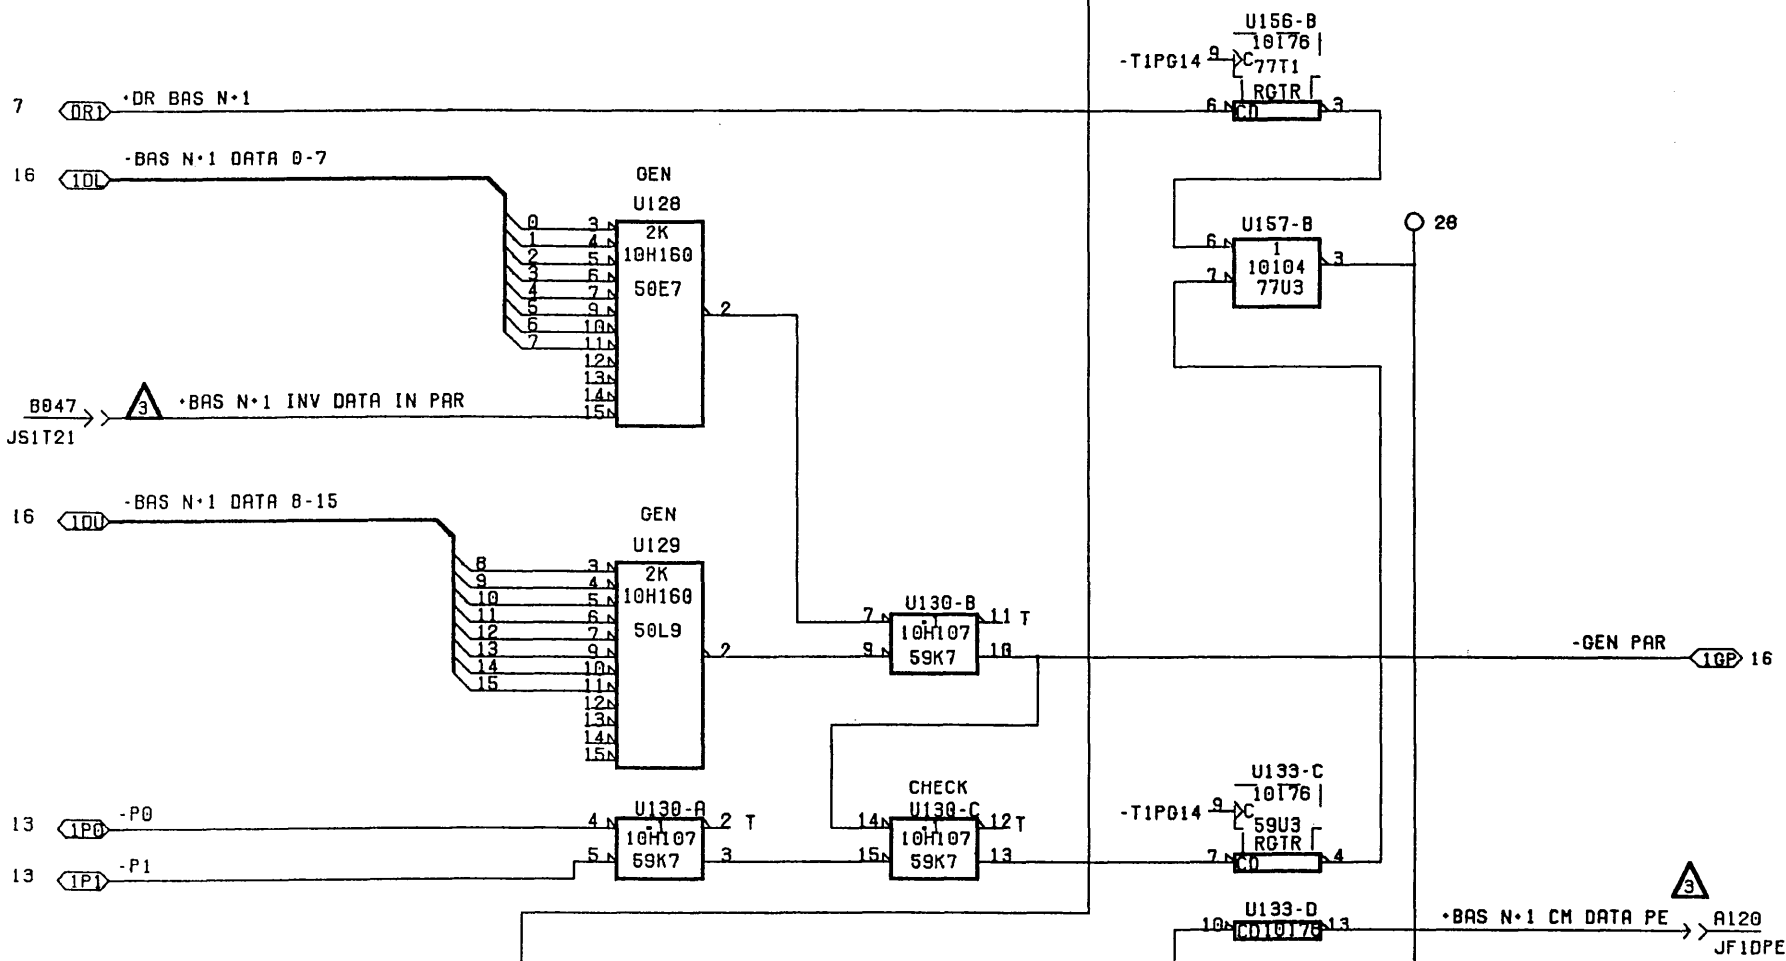 U156-B
10176
-T1PG14 9 C 77T1
RGTR
7 DR1 +DR BAS N+1
6 CD 3
16 1DL -BAS N+1 DATA 0-7
GEN
U128
2K
10H160
50E7
0 3
1 4
2 5
3 6
4 7
5 9
6 10
7 11
12
13
14
15
2
U157-B
1
10104
77U3
6
7
3
28
B047
JS1T21
3
+BAS N+1 INV DATA IN PAR
16 1DU -BAS N+1 DATA 8-15
GEN
U129
2K
10H160
50L9
8 3
9 4
10 5
11 6
12 7
13 9
14 10
15 11
12
13
14
15
2
U130-B
7 11 T
10H107
9 59K7 10
-GEN PAR 1GP 16
CHECK
13 1P0 -P0
U130-A
4 2 T
10H107
5 59K7 3
13 1P1 -P1
U130-C
14 12 T
10H107
15 59K7 13
U133-C
10176
-T1PG14 9 C
59U3
RGTR
7 CD 4
U133-D
10 CD10176 13
+BAS N+1 CM DATA PE
3
A120
JF1DPE